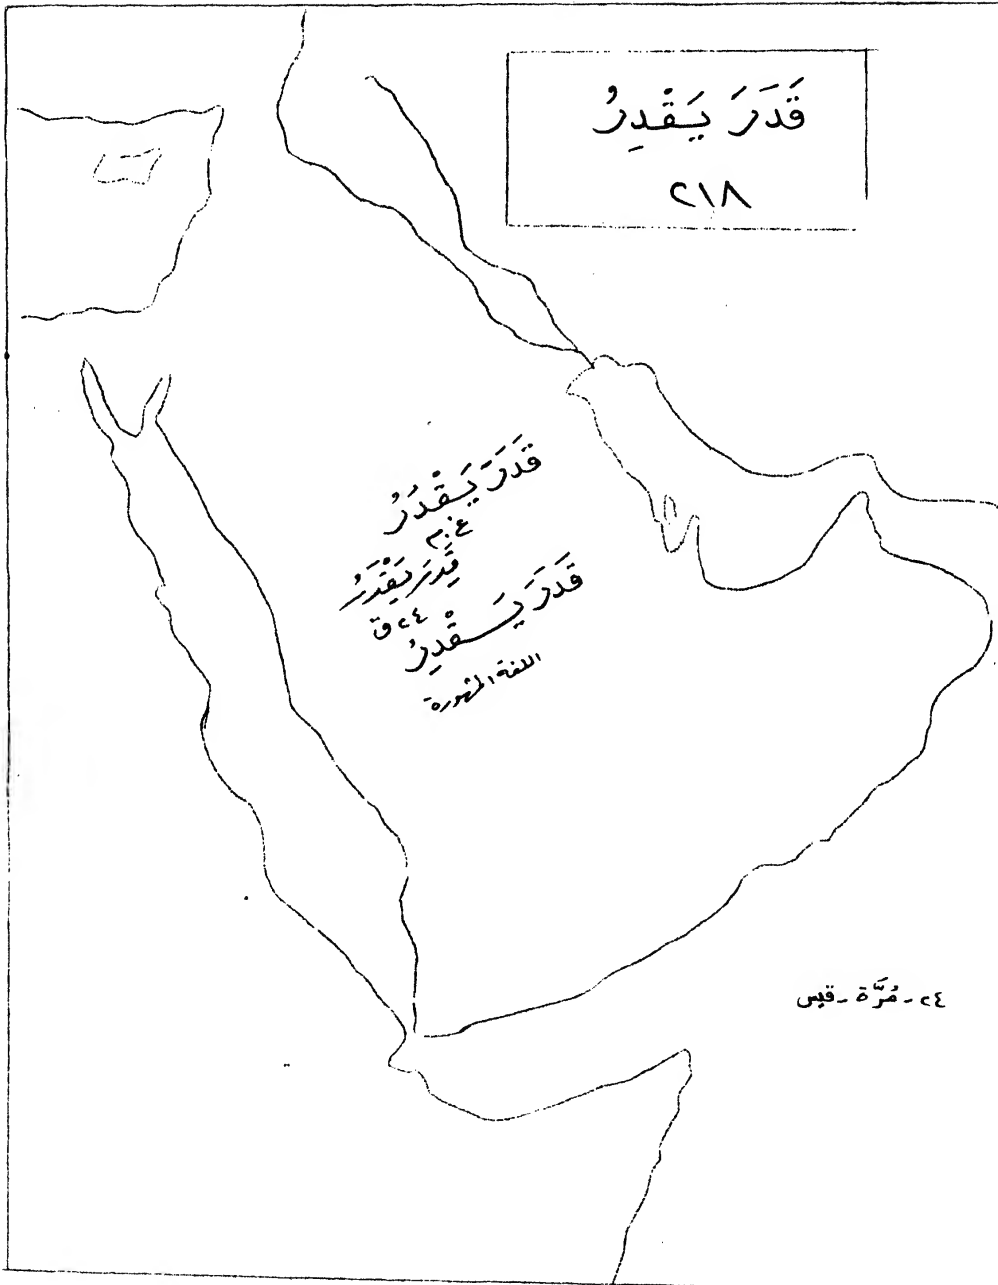 قَدَرَ يَقْدِرُ
٢١٨
قَدَرَ يَقْدَرُ
غ.م
قَدِرَ يَقْدَرُ
٢٤ ق
قَدَرَ يَقْدِرُ
اللغة المشهورة
٢٤ - مُرَّة - قيس